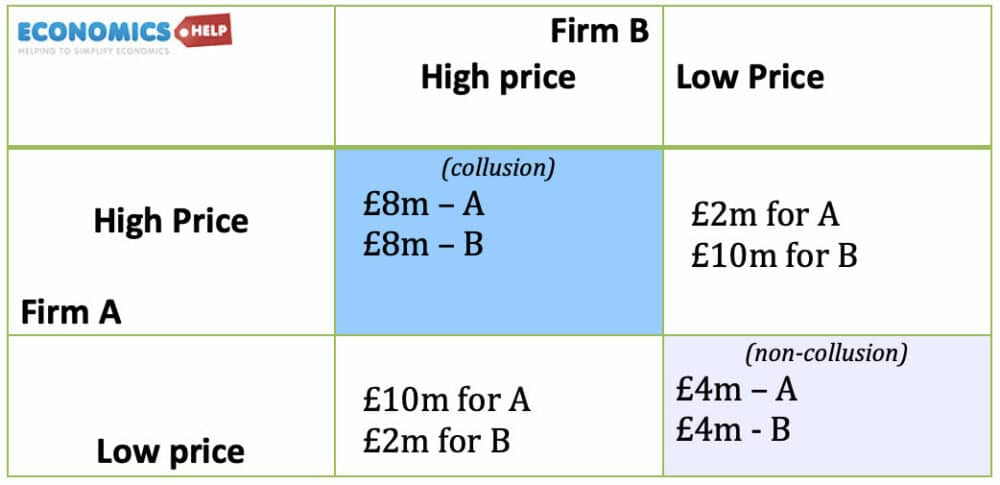 ECONOMICS HELP
HELPING TO SIMPLIFY ECONOMICS
Firm B
High price
Low Price
High Price
Firm A
(collusion)
£8m – A
£8m – B
£2m for A
£10m for B
Low price
£10m for A
£2m for B
(non-collusion)
£4m – A
£4m - B